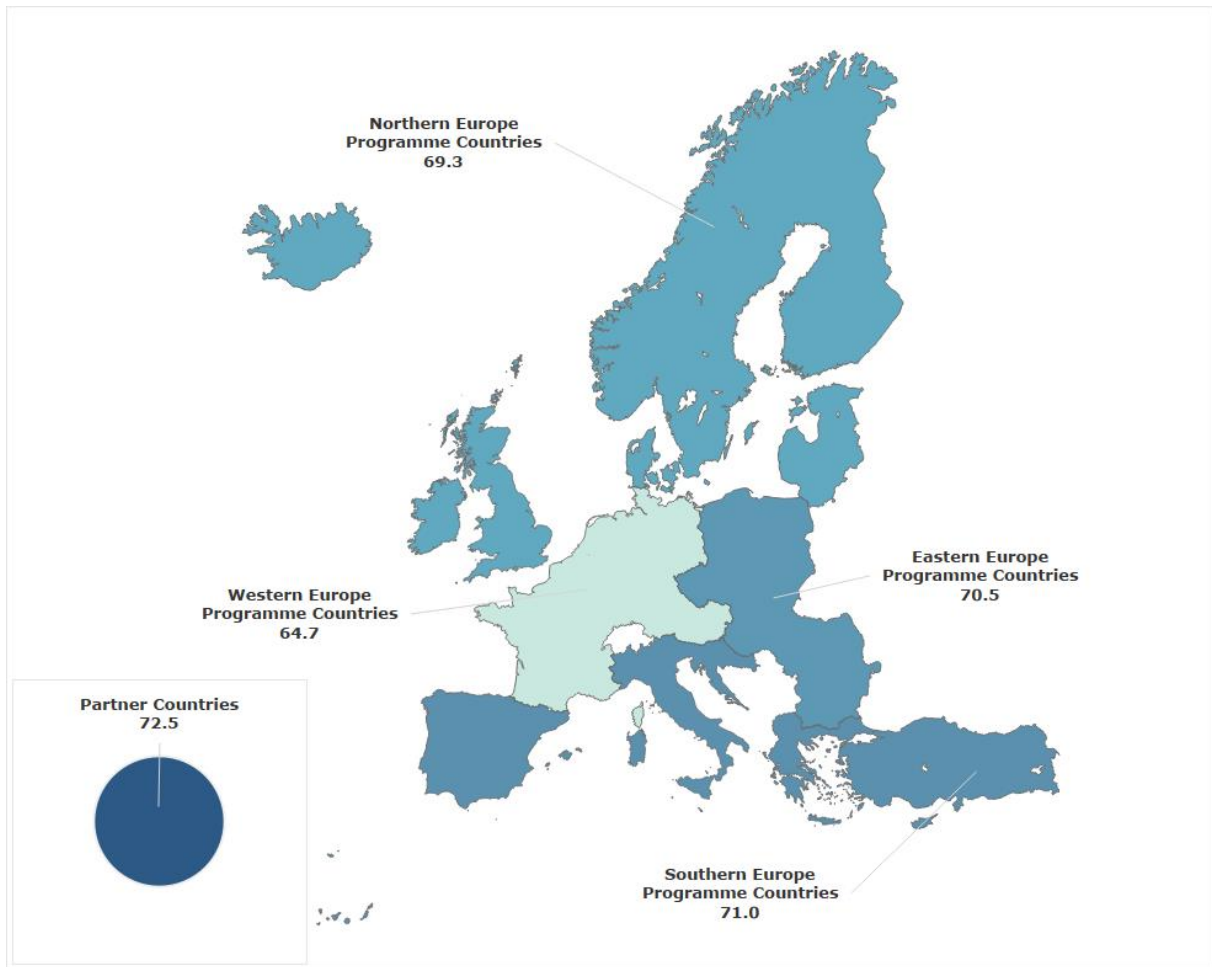 Northern Europe
Programme Countries
69.3
Eastern Europe
Programme Countries
70.5
Western Europe
Programme Countries
64.7
Partner Countries
72.5
Southern Europe
Programme Countries
71.0